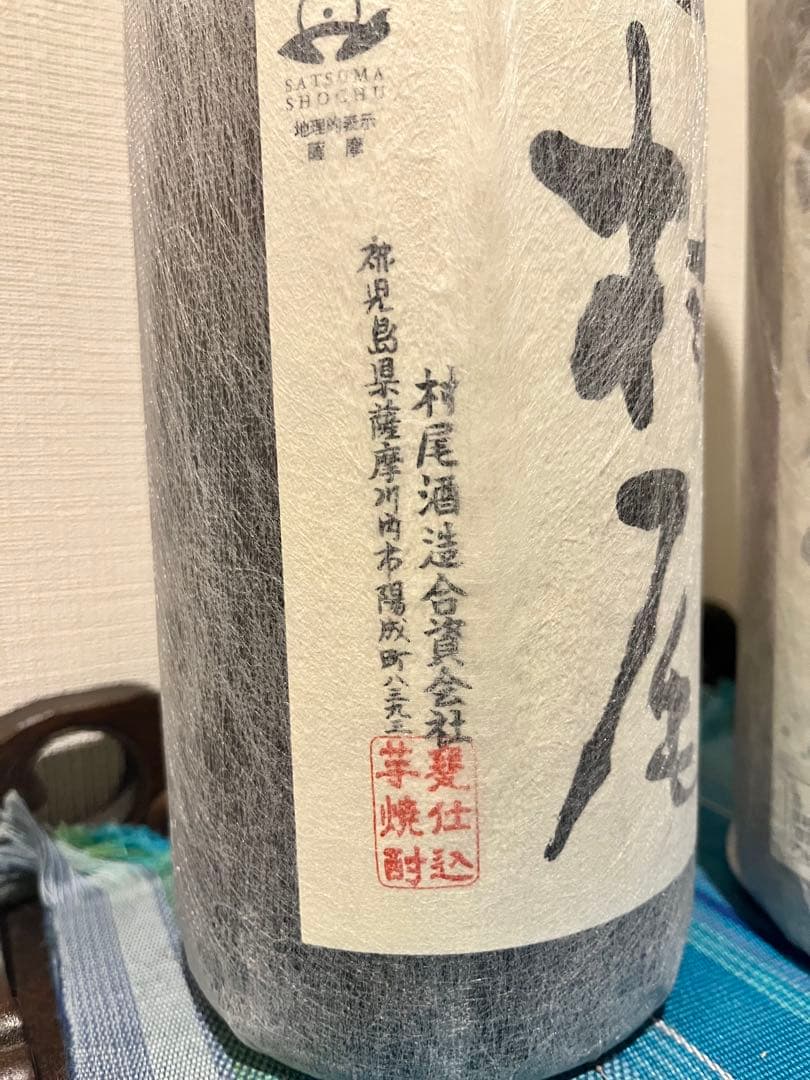 SATSUMA
SHOCHU
地理的表示
薩摩
村尾
村尾酒造合資会社
鹿児島県薩摩川内市陽成町八三九三
甕仕込
芋焼酎